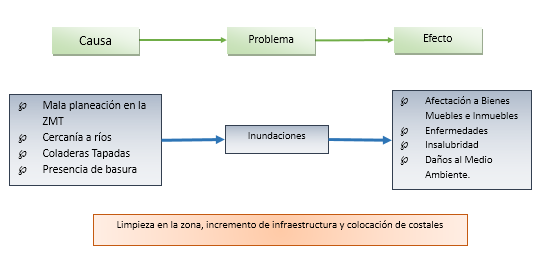 Causa
Problema
Efecto
Mala planeación en la
ZMT
Cercanía a ríos
Coladeras Tapadas
Presencia de basura
Inundaciones
Afectación a Bienes
Muebles e Inmuebles
Enfermedades
Insalubridad
Daños al Medio
Ambiente.
Limpieza en la zona, incremento de infraestructura y colocación de costales